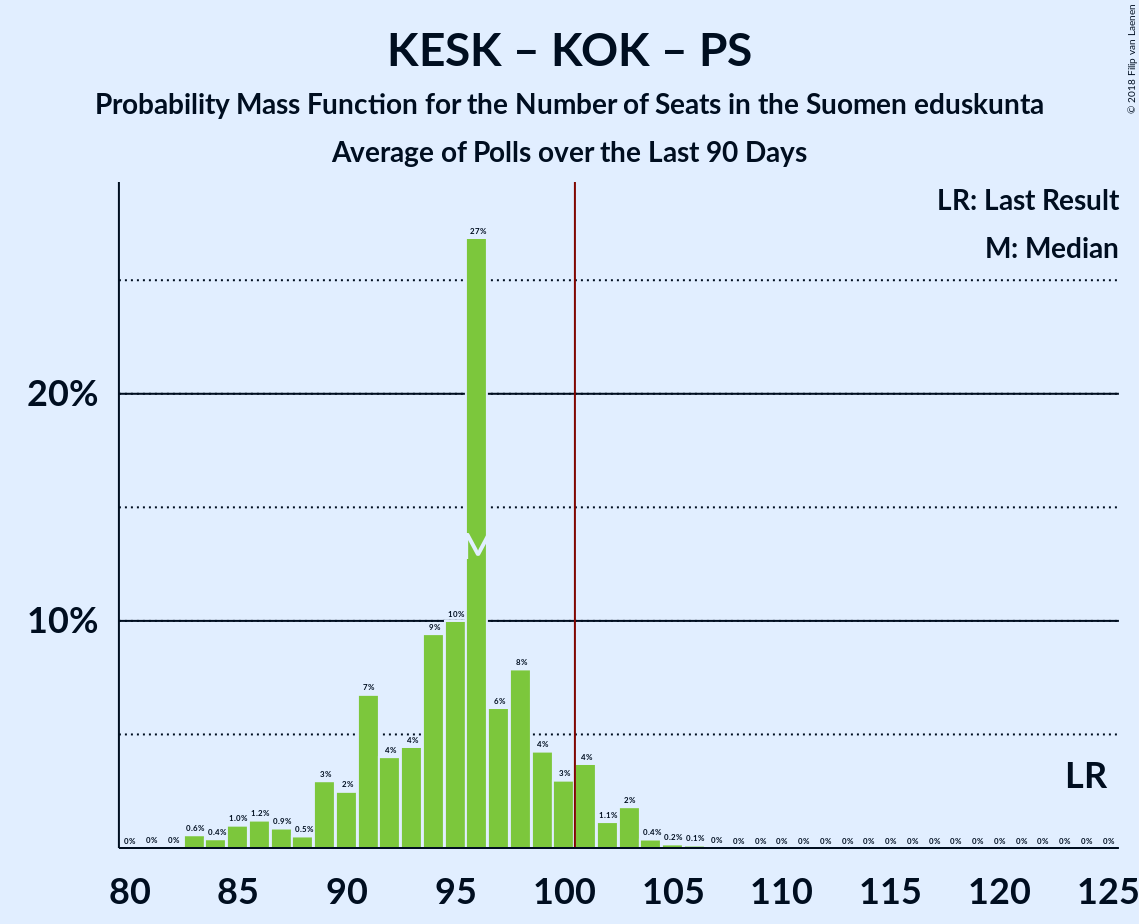 KESK – KOK – PS
Probability Mass Function for the Number of Seats in the Suomen eduskunta
Average of Polls over the Last 90 Days
© 2018 Filip van Laenen
LR: Last Result
M: Median
20%
10%
0% 0% 0% 0.6% 0.4% 1.0% 1.2% 0.9% 0.5% 3% 2% 7% 4% 4% 9% 10% 27% 6% 8% 4% 3% 4% 1.1% 2% 0.4% 0.2% 0.1% 0% 0% 0% 0% 0% 0% 0% 0% 0% 0% 0% 0% 0% 0% 0% 0% 0% 0% 0%
M
LR
80 85 90 95 100 105 110 115 120 125